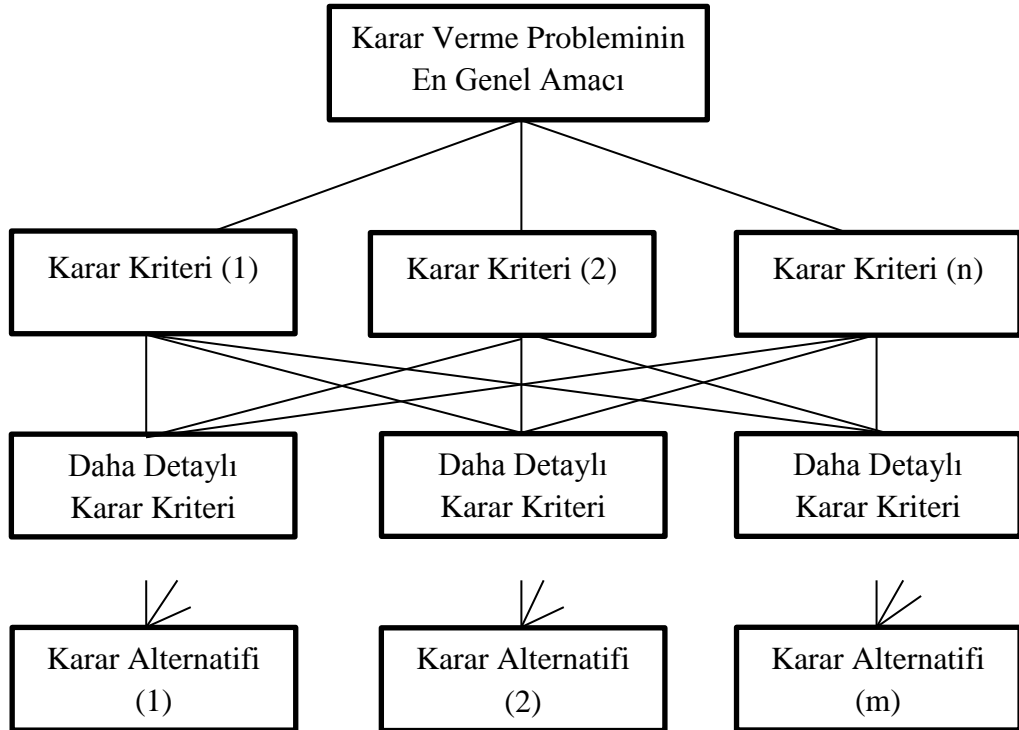 Karar Verme Probleminin
En Genel Amacı
Karar Kriteri (1)
Karar Kriteri (2)
Karar Kriteri (n)
Daha Detaylı
Karar Kriteri
Daha Detaylı
Karar Kriteri
Daha Detaylı
Karar Kriteri
Karar Alternatifi
(1)
Karar Alternatifi
(2)
Karar Alternatifi
(m)